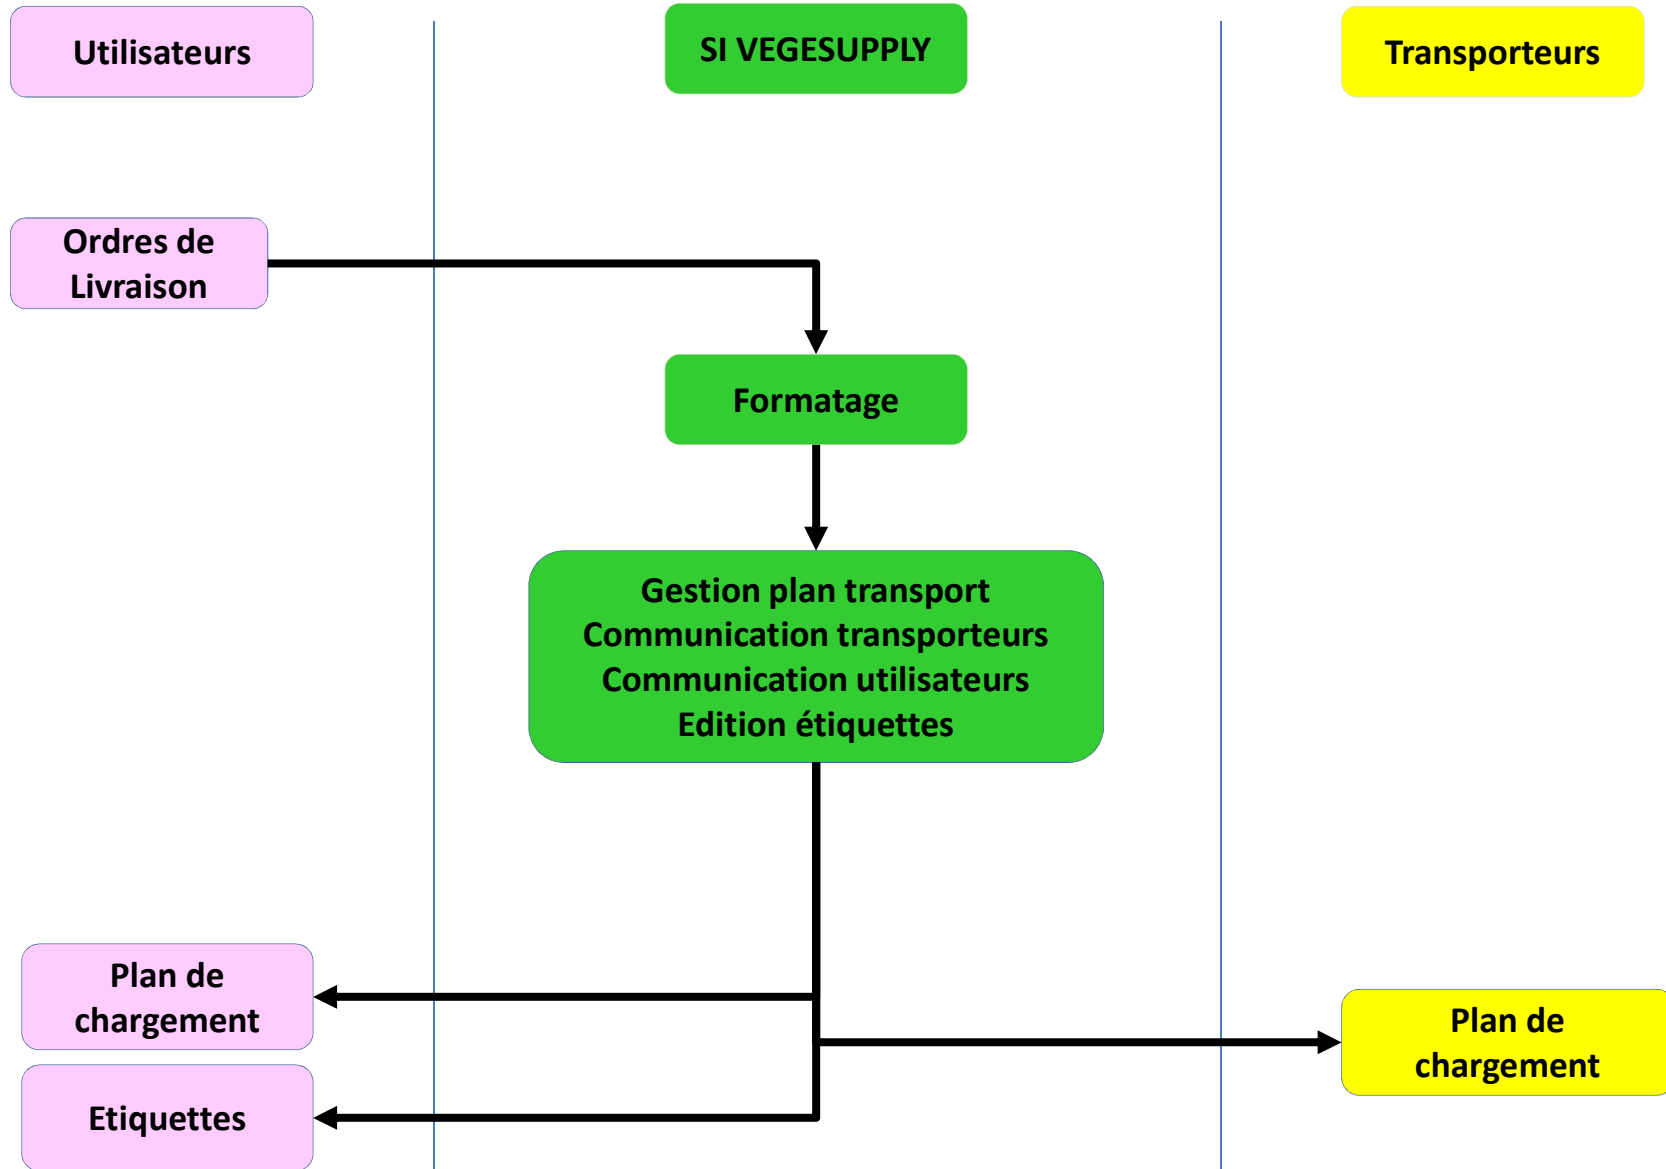 Utilisateurs
SI VEGESUPPLY
Transporteurs
Ordres de
Livraison
Formatage
Gestion plan transport
Communication transporteurs
Communication utilisateurs
Edition étiquettes
Plan de
chargement
Plan de
chargement
Etiquettes